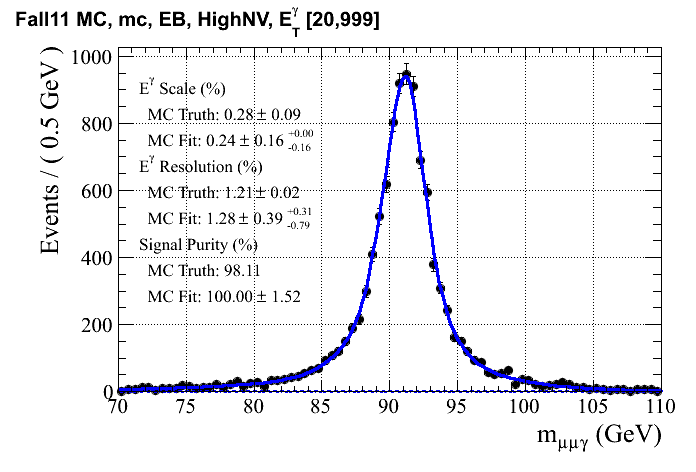 Fall11 MC, mc, EB, HighNV, E_T^γ [20,999]
Events / ( 0.5 GeV )
1000
800
600
400
200
0
E^γ Scale (%)
MC Truth: 0.28 ± 0.09
MC Fit: 0.24 ± 0.16 +0.00 -0.16
E^γ Resolution (%)
MC Truth: 1.21 ± 0.02
MC Fit: 1.28 ± 0.39 +0.31 -0.79
Signal Purity (%)
MC Truth: 98.11
MC Fit: 100.00 ± 1.52
70 75 80 85 90 95 100 105 110
m_μμγ (GeV)